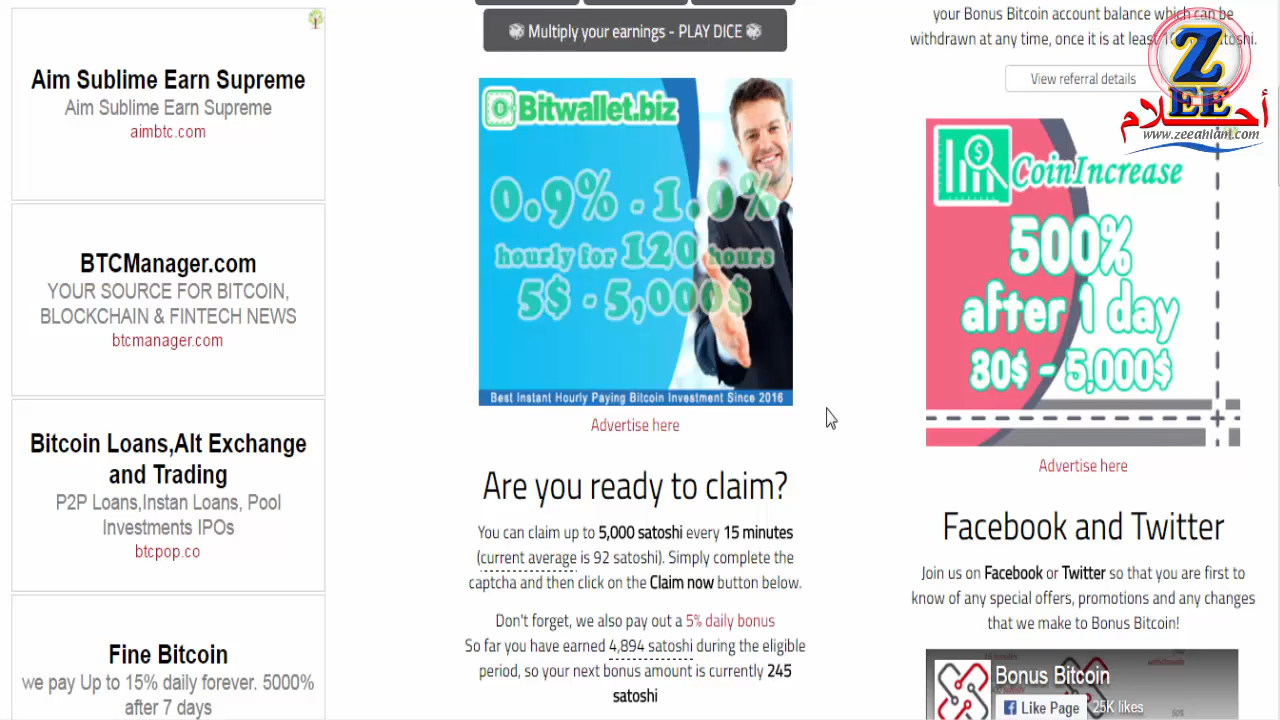 Aim Sublime Earn Supreme
Aim Sublime Earn Supreme
aimbtc.com
BTCManager.com
YOUR SOURCE FOR BITCOIN,
BLOCKCHAIN & FINTECH NEWS
btcmanager.com
Bitcoin Loans,Alt Exchange
and Trading
P2P Loans,Instan Loans, Pool
Investments IPOs
btcpop.co
Fine Bitcoin
we pay Up to 15% daily forever. 5000%
after 7 days
Multiply your earnings - PLAY DICE
Bitwallet.biz
0.9% - 1.0%
hourly for 120 hours
5$ - 5,000$
Best Instant Hourly Paying Bitcoin Investment Since 2016
Advertise here
Are you ready to claim?
You can claim up to 5,000 satoshi every 15 minutes
(current average is 92 satoshi). Simply complete the
captcha and then click on the Claim now button below.
Don't forget, we also pay out a 5% daily bonus
So far you have earned 4,894 satoshi during the eligible
period, so your next bonus amount is currently 245
satoshi
your Bonus Bitcoin account balance which can be
withdrawn at any time, once it is at least
View referral details
Z
ZEE
أحلام
www.zeeahlam.com
CoinIncrease
500%
after 1 day
30$ - 5,000$
Advertise here
Facebook and Twitter
Join us on Facebook or Twitter so that you are first to
know of any special offers, promotions and any changes
that we make to Bonus Bitcoin!
Bonus Bitcoin
Like Page
25K likes